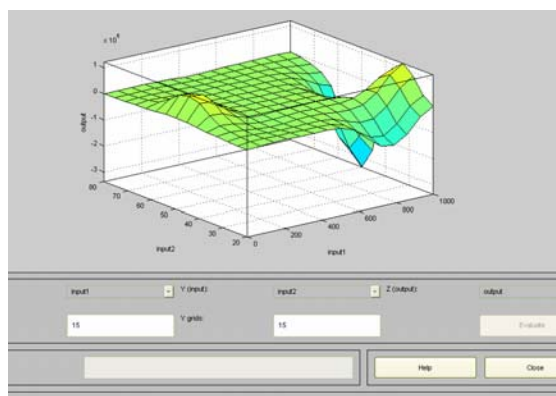 x 10⁴
1
0
-1
-2
-3
output
80
70
60
50
40
30
20
input2
0
200
400
600
800
1000
input1
input1 Y (input): input2 Z (output): output
15 Y grids: 15 Evaluate
Help Close